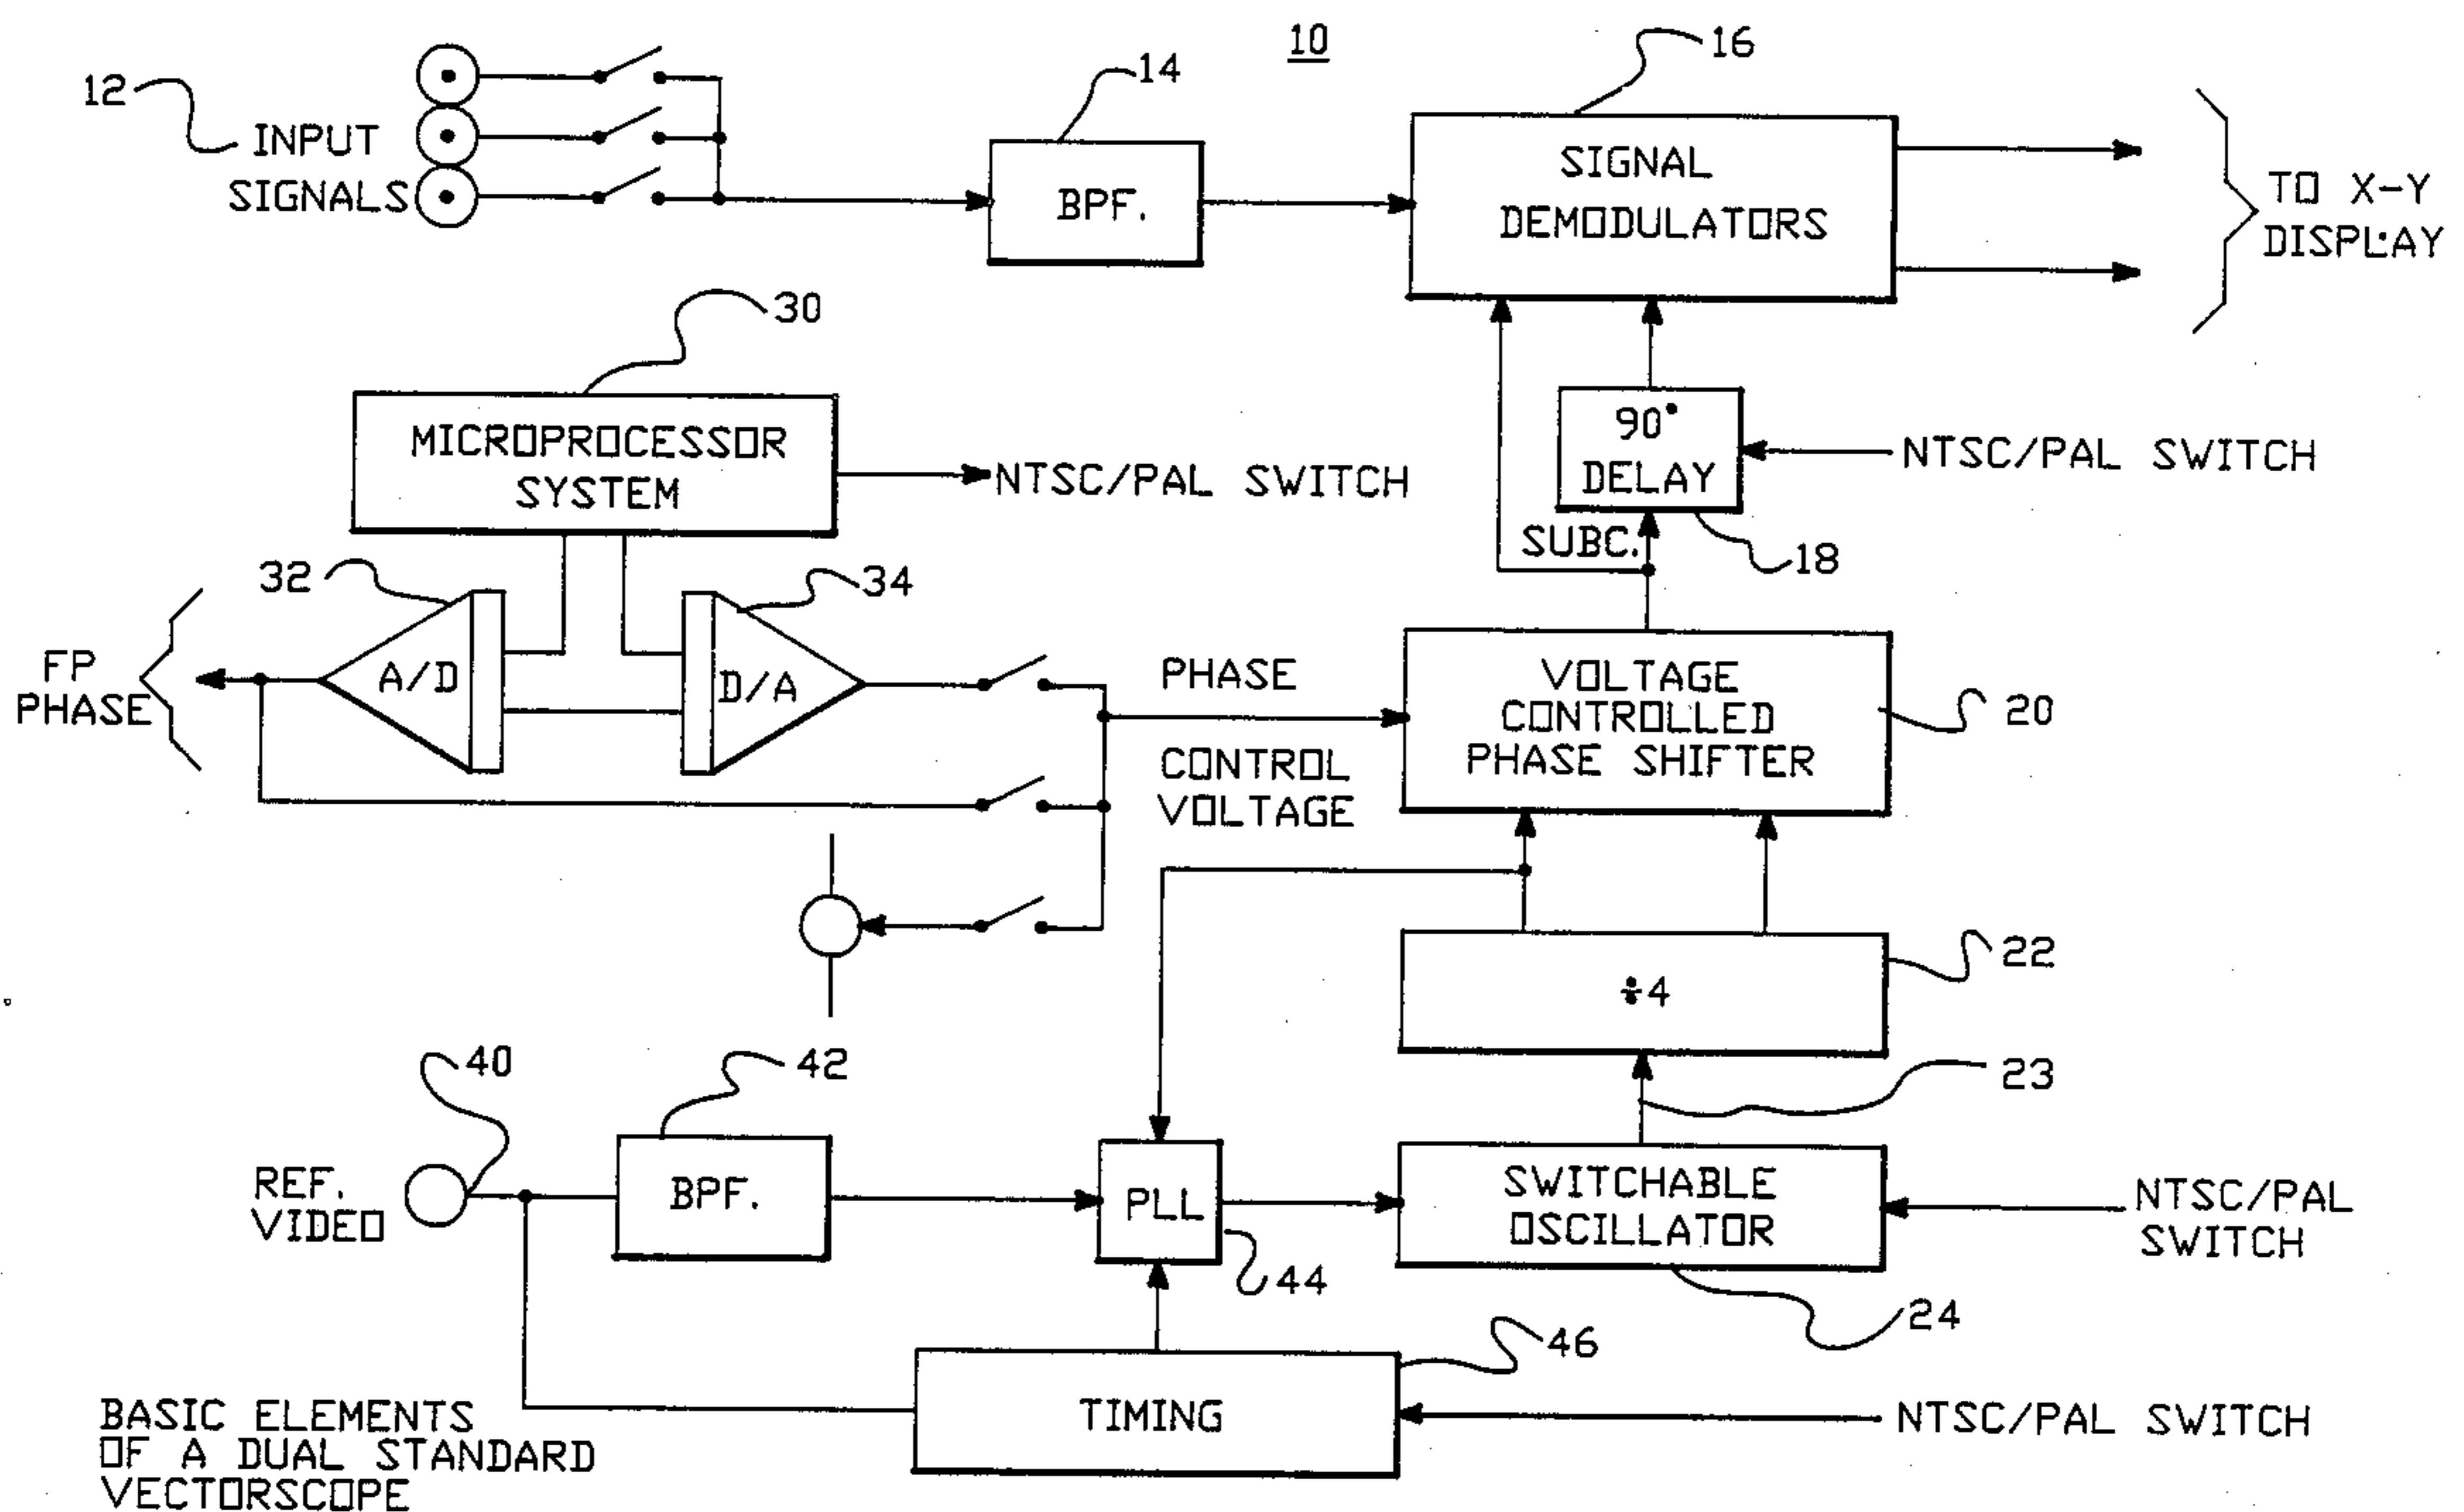 10
12
INPUT
SIGNALS
14
BPF.
16
SIGNAL
DEMODULATORS
TO X-Y
DISPLAY
30
MICROPROCESSOR
SYSTEM
NTSC/PAL SWITCH
90°
DELAY
NTSC/PAL SWITCH
SUBC.
18
32
34
FP
PHASE
A/D
D/A
PHASE
CONTROL
VOLTAGE
VOLTAGE
CONTROLLED
PHASE SHIFTER
20
÷4
22
23
40
42
REF.
VIDEO
BPF.
PLL
44
SWITCHABLE
OSCILLATOR
NTSC/PAL
SWITCH
24
46
TIMING
NTSC/PAL SWITCH
BASIC ELEMENTS
OF A DUAL STANDARD
VECTORSCOPE